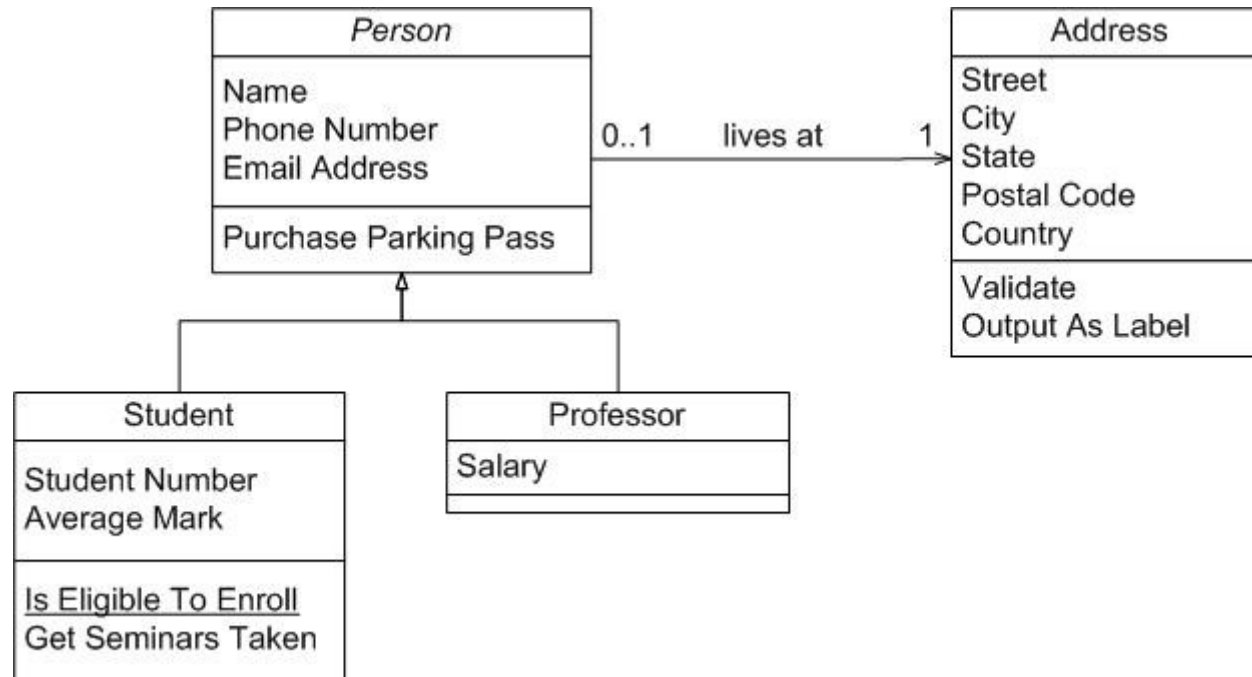 Person
Name
Phone Number
Email Address
Purchase Parking Pass
0..1 lives at 1
Address
Street
City
State
Postal Code
Country
Validate
Output As Label
Student
Student Number
Average Mark
Is Eligible To Enroll
Get Seminars Taken
Professor
Salary